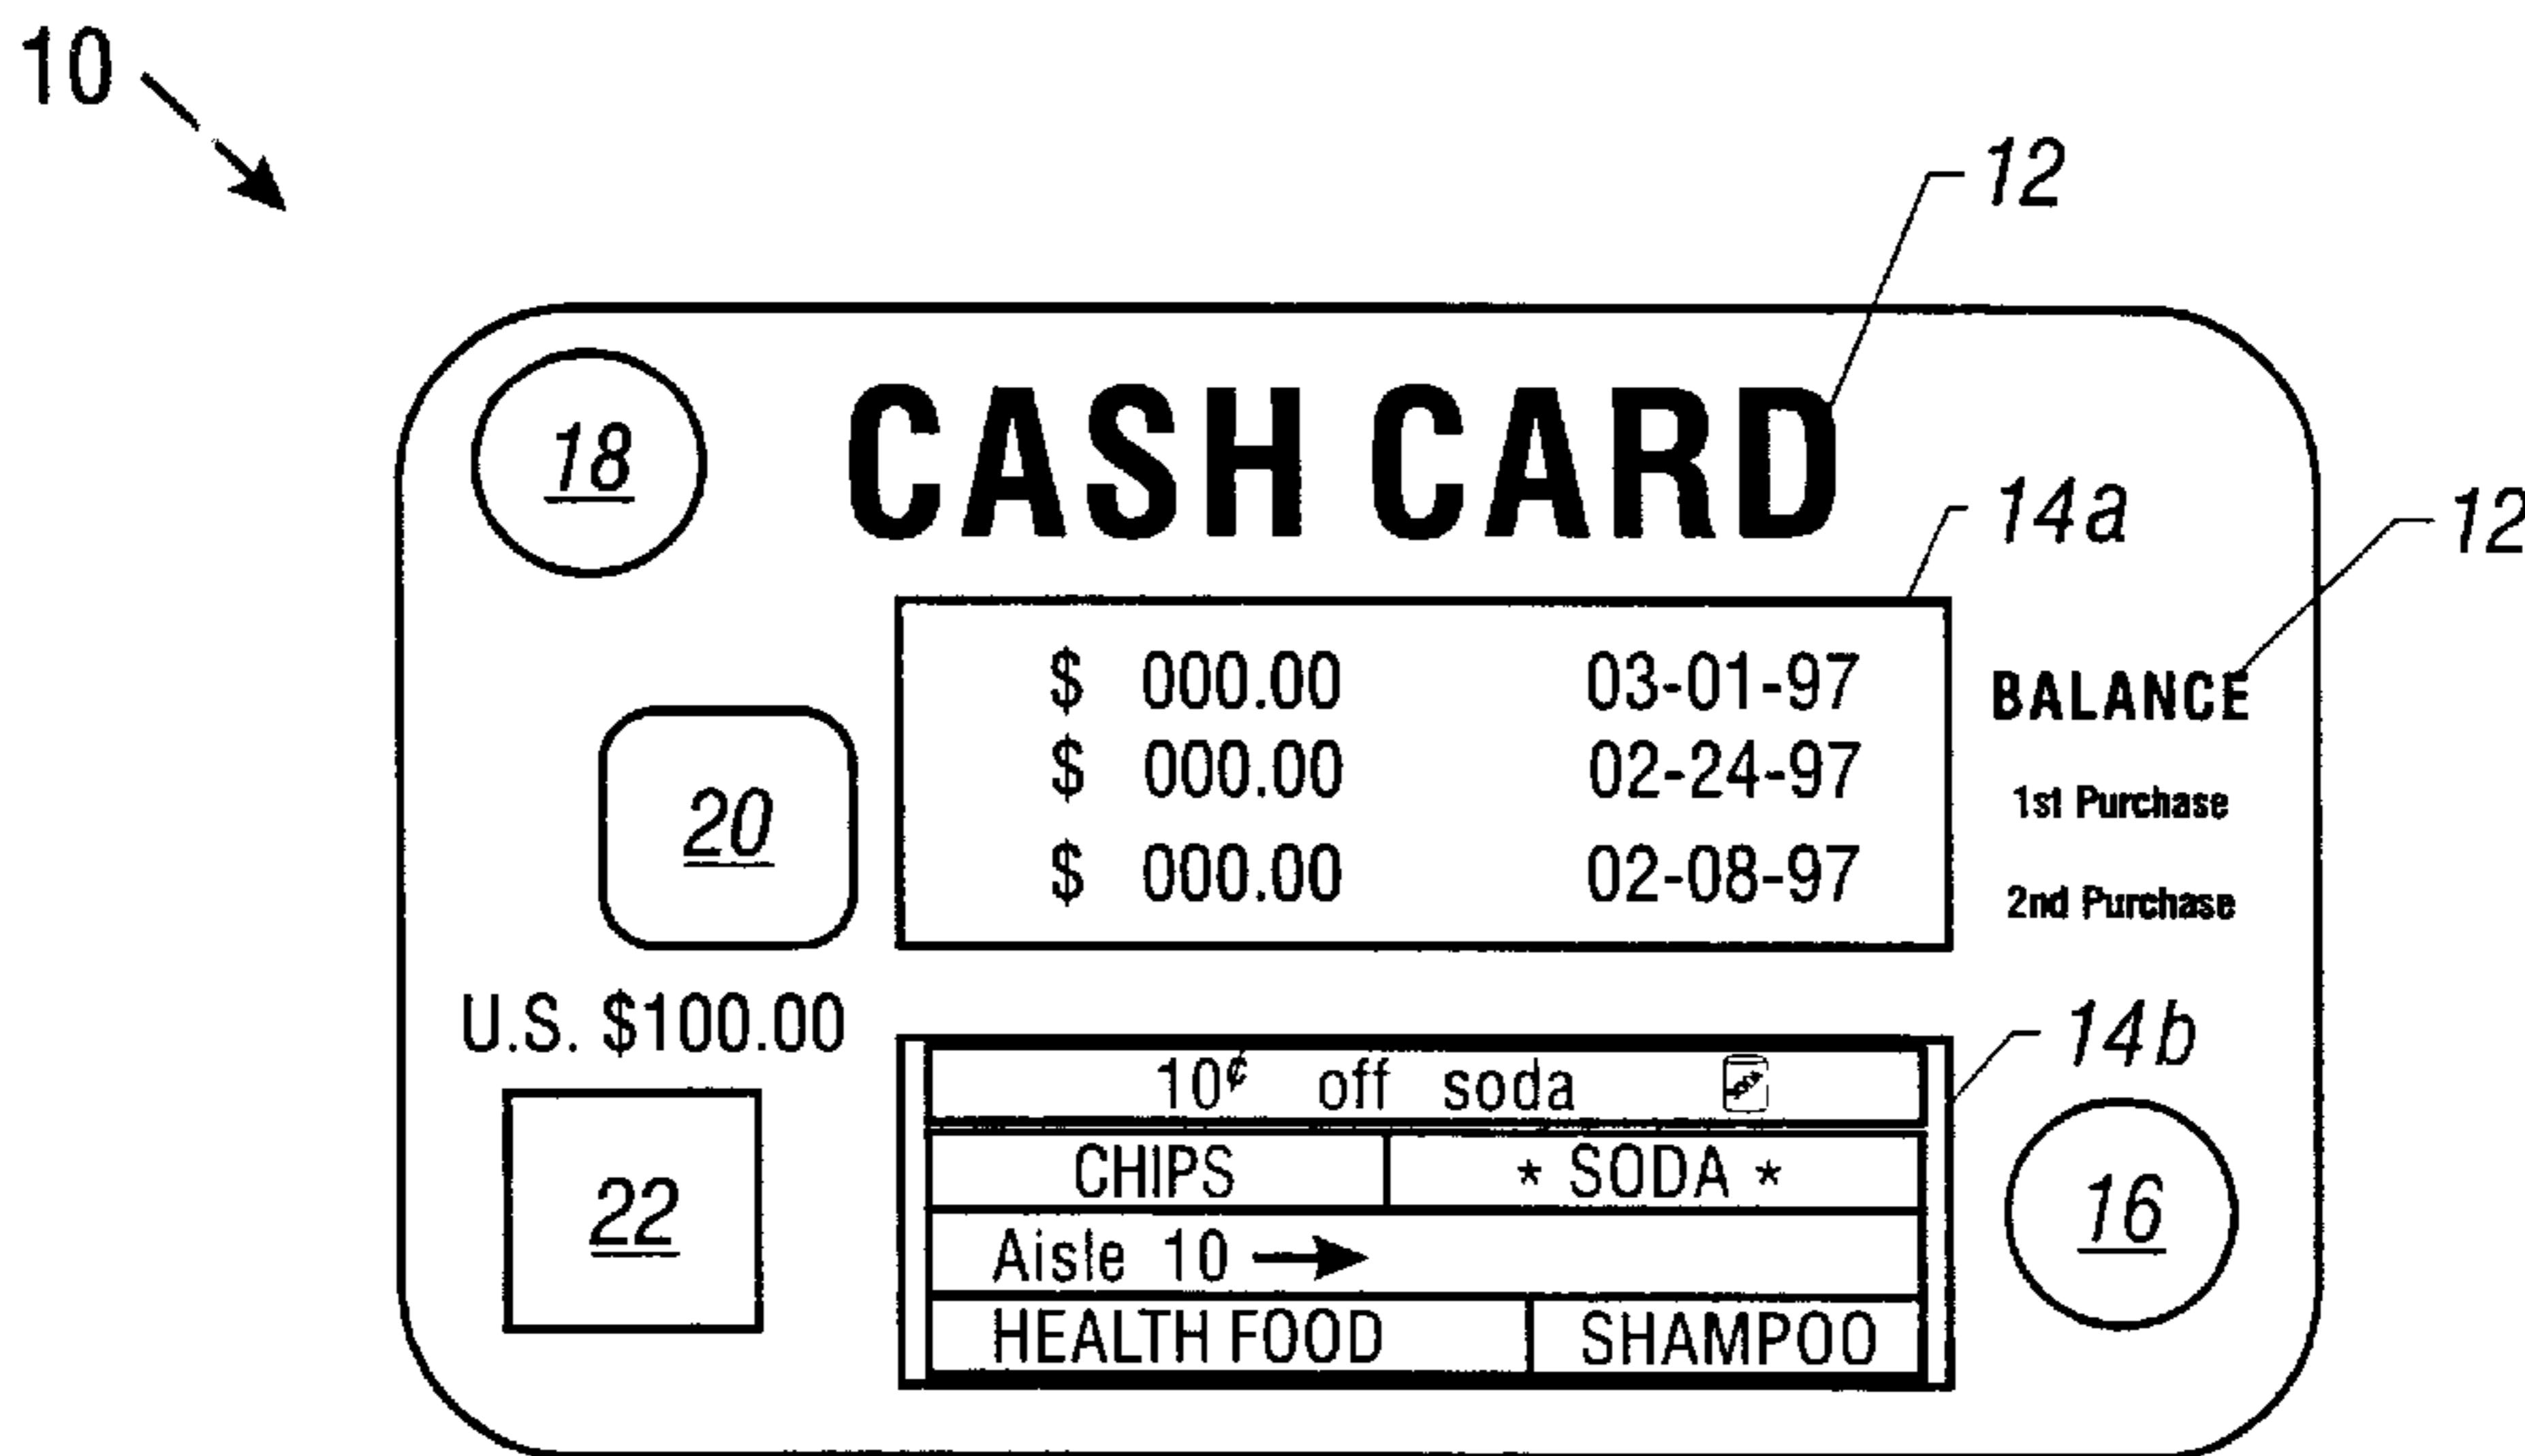 10
12
18
CASH CARD
14a
12
$ 000.00 03-01-97 BALANCE
$ 000.00 02-24-97 1st Purchase
20
$ 000.00 02-08-97 2nd Purchase
U.S. $100.00
14b
10¢ off soda
CHIPS * SODA *
22
16
Aisle 10 →
HEALTH FOOD SHAMPOO